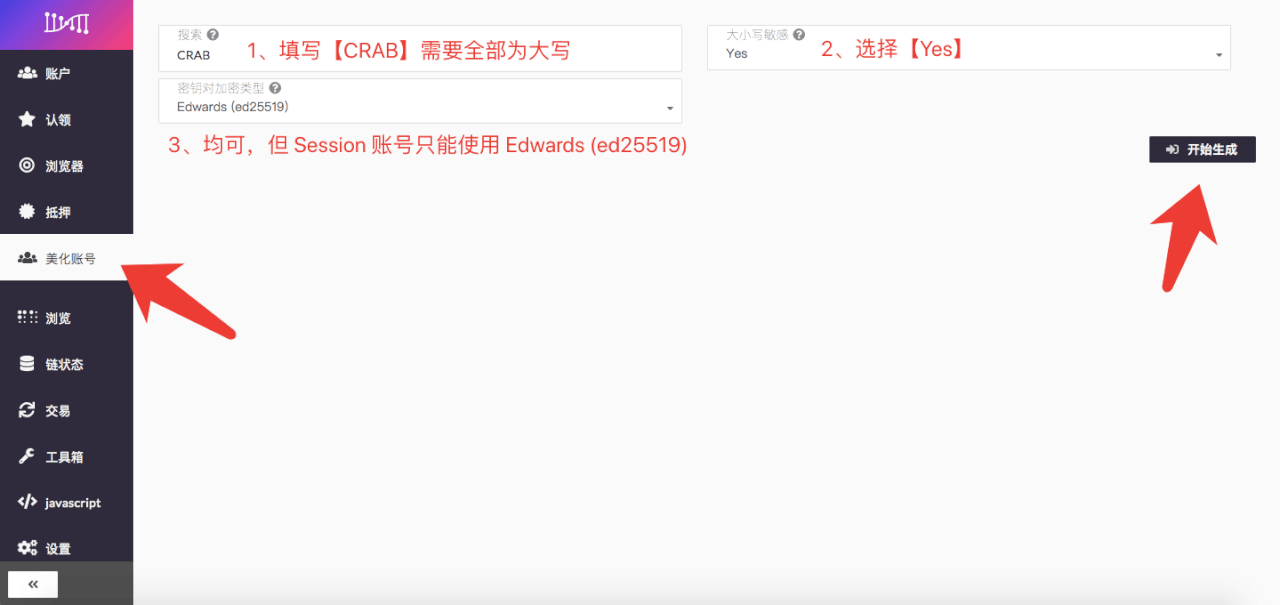 账户
认领
浏览器
抵押
美化账号
浏览
链状态
交易
工具箱
javascript
设置
搜索
CRAB
1、填写【CRAB】需要全部为大写
大小写敏感
Yes
2、选择【Yes】
密钥对加密类型
Edwards (ed25519)
3、均可，但 Session 账号只能使用 Edwards (ed25519)
开始生成